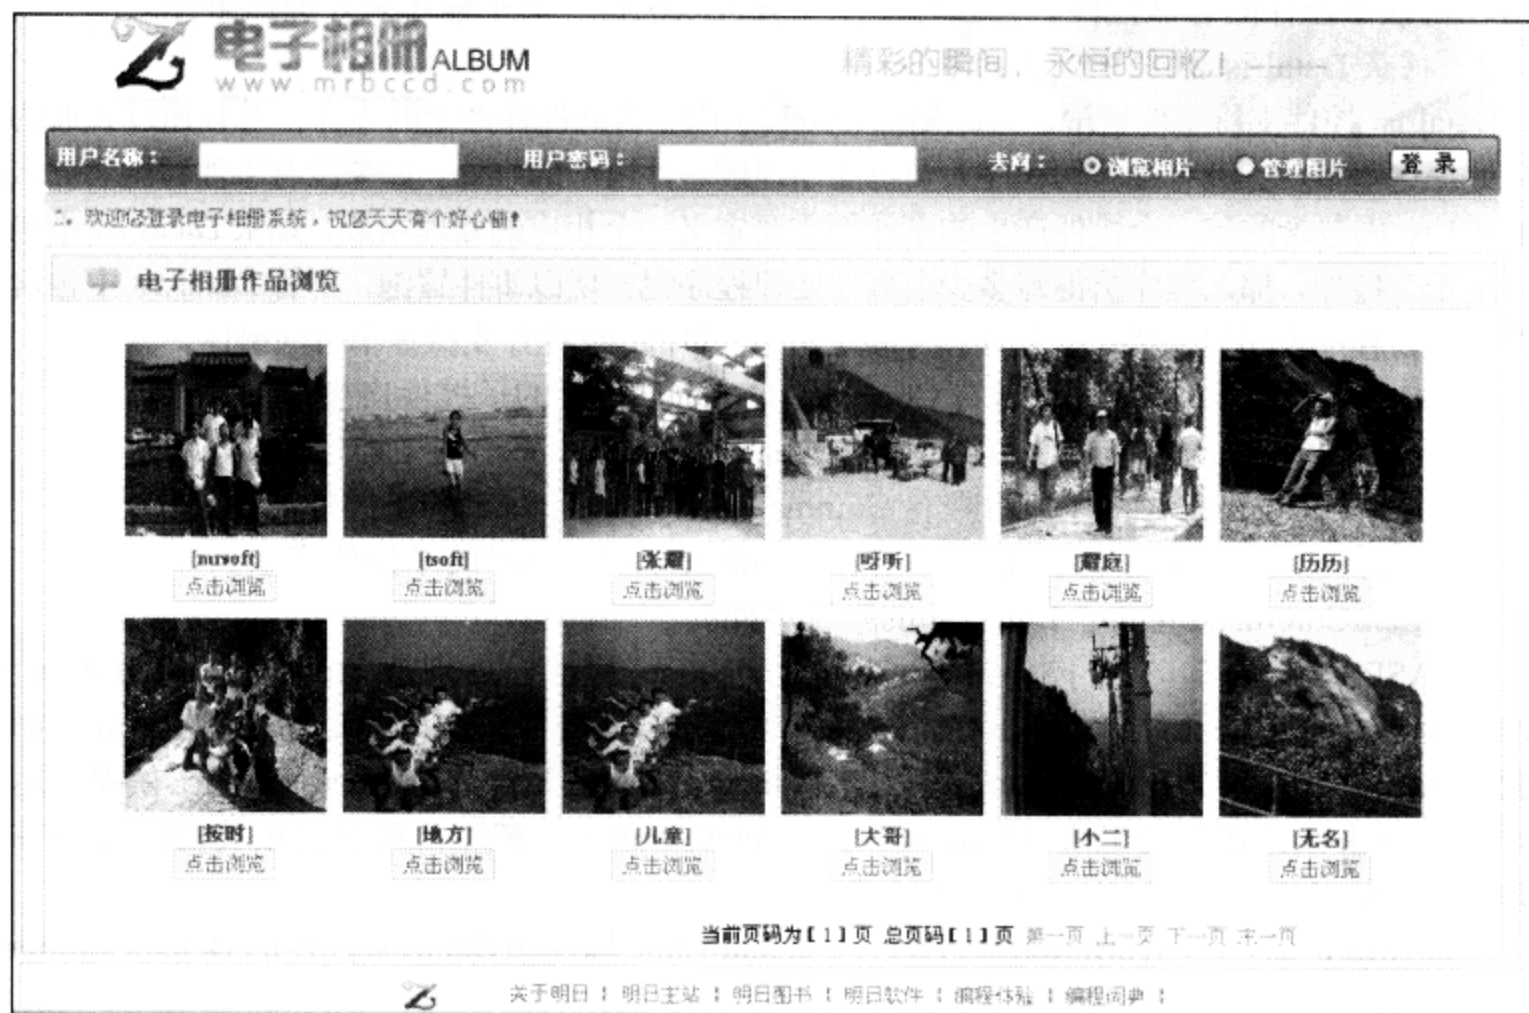 电子相册ALBUM
www.mrbccd.com
精彩的瞬间，永恒的回忆！
用户名称： 用户密码： 去向： 浏览相片 管理图片 登 录
欢迎您登录电子相册系统，祝您天天有个好心情！
电子相册作品浏览
[mrsoft] [tsoft] [张耀] [呀听] [耀庭] [历历]
点击浏览 点击浏览 点击浏览 点击浏览 点击浏览 点击浏览
[按时] [地方] [儿童] [大哥] [小二] [无名]
点击浏览 点击浏览 点击浏览 点击浏览 点击浏览 点击浏览
当前页码为【1】页 总页码【1】页 第一页 上一页 下一页 末一页
关于明日 | 明日主站 | 明日图书 | 明日软件 | 编程体验 | 编程词典 |